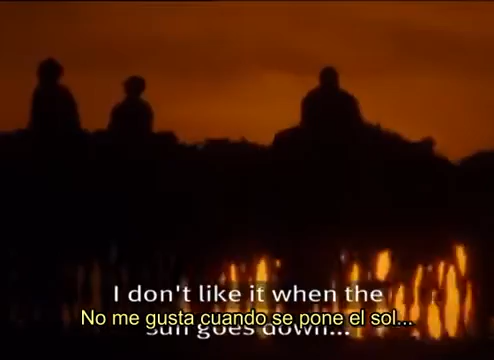 I don't like it when the
No me gusta cuando se pone el sol...
sun goes down...